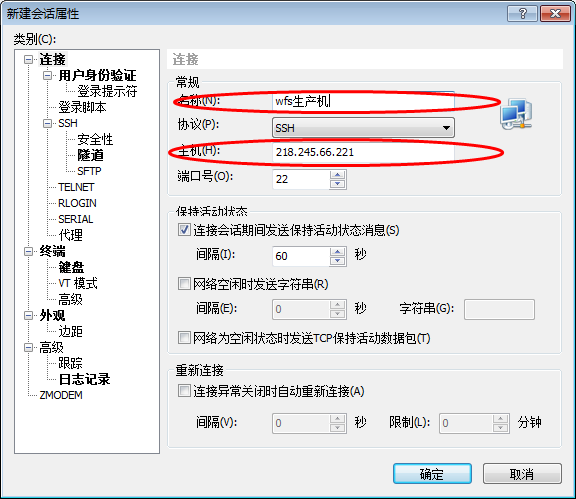 新建会话属性
类别(C):
连接
用户身份验证
登录提示符
登录脚本
SSH
安全性
隧道
SFTP
TELNET
RLOGIN
SERIAL
代理
终端
键盘
VT 模式
高级
外观
边距
高级
跟踪
日志记录
ZMODEM
连接
常规
名称(N): wfs生产机
协议(P): SSH
主机(H): 218.245.66.221
端口号(O): 22
保持活动状态
连接会话期间发送保持活动状态消息(S)
间隔(I): 60 秒
网络空闲时发送字符串(R)
间隔(E): 0 秒 字符串(G):
网络为空闲状态时发送TCP保持活动数据包(T)
重新连接
连接异常关闭时自动重新连接(A)
间隔(V): 0 秒 限制(L): 0 分钟
确定 取消